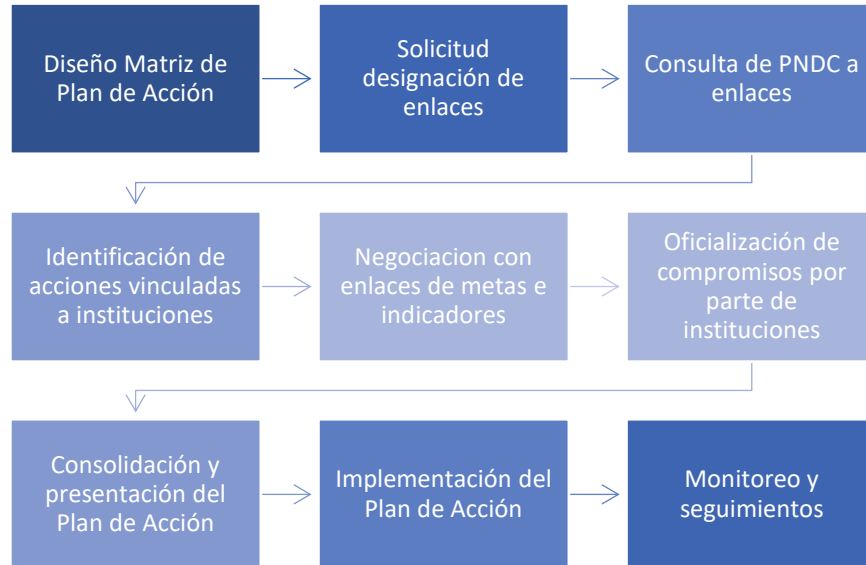 Diseño Matriz de
Plan de Acción
Solicitud
designación de
enlaces
Consulta de PNDC a
enlaces
Identificación de
acciones vinculadas
a instituciones
Negociacion con
enlaces de metas e
indicadores
Oficialización de
compromisos por
parte de
instituciones
Consolidación y
presentación del
Plan de Acción
Implementación del
Plan de Acción
Monitoreo y
seguimientos